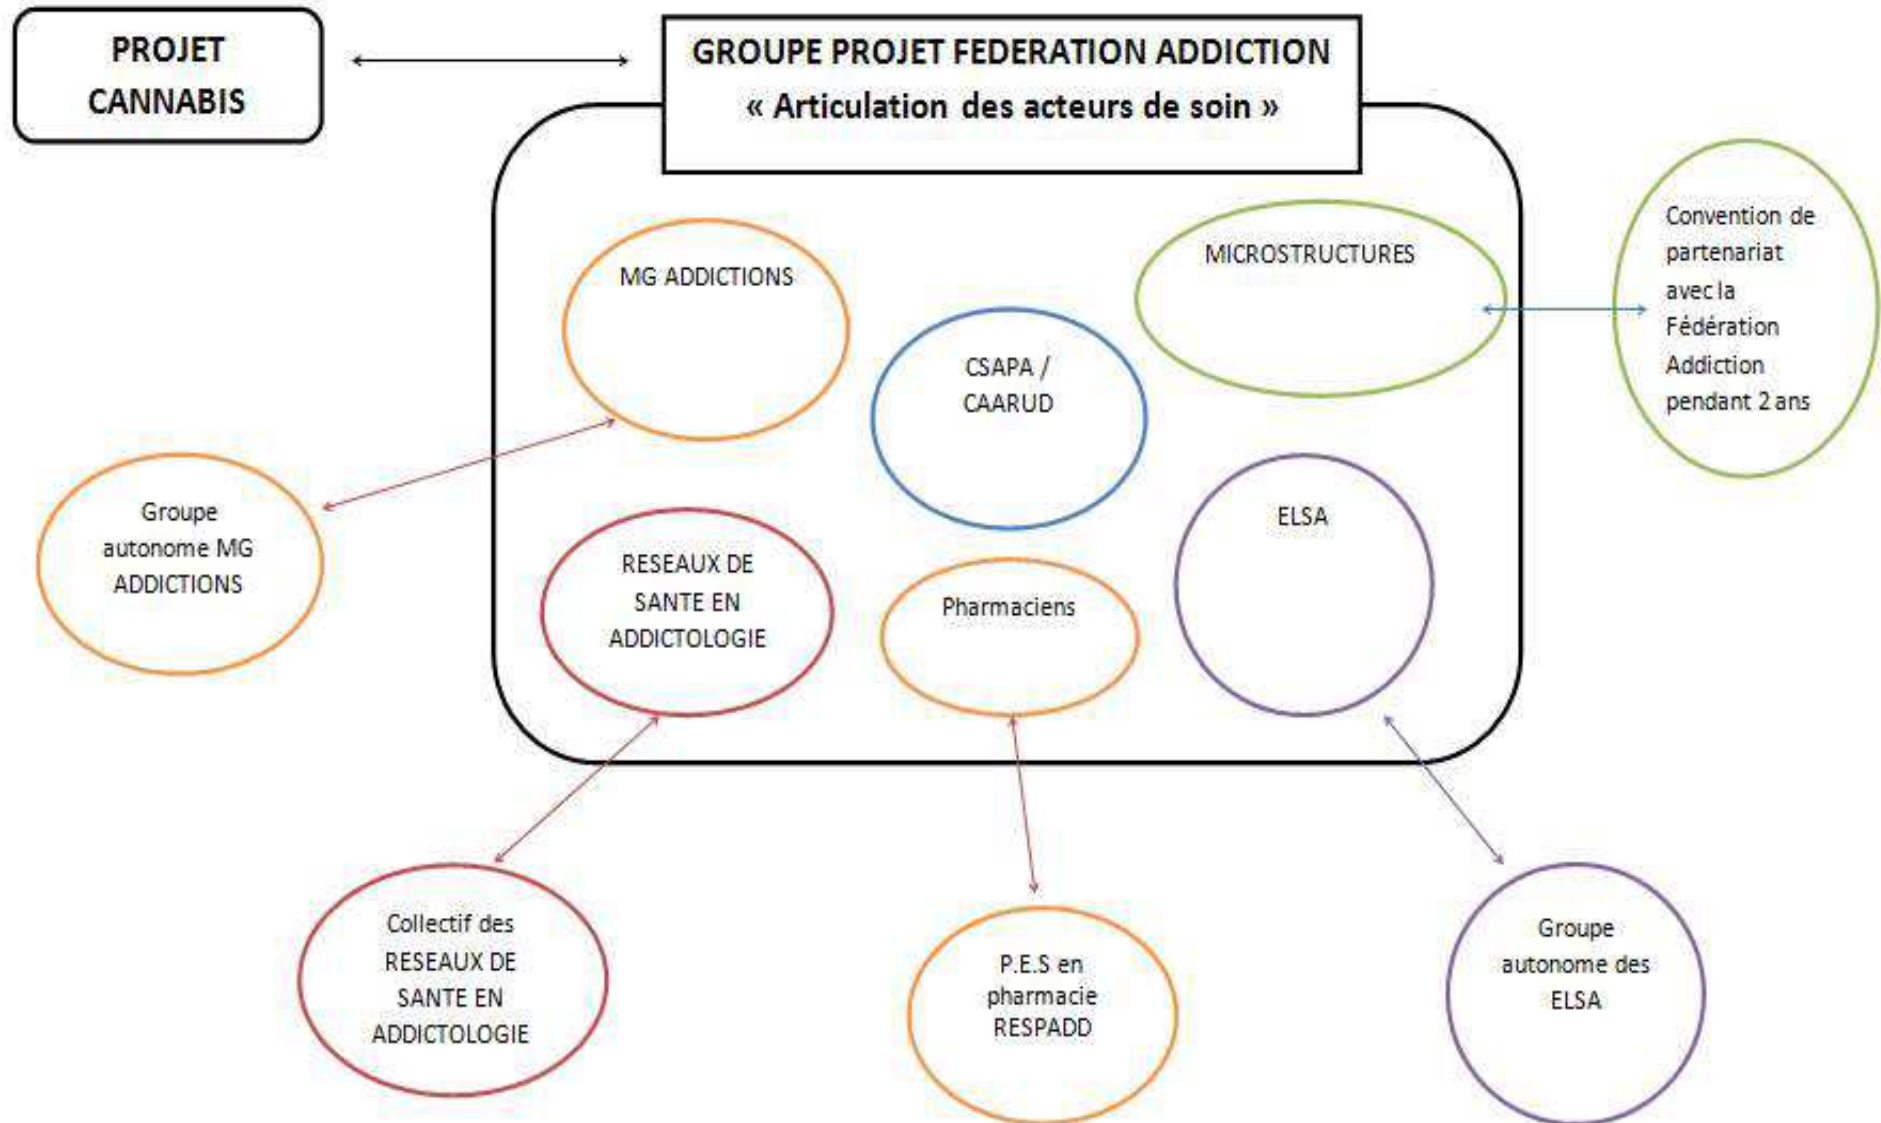 PROJET
CANNABIS
GROUPE PROJET FEDERATION ADDICTION
« Articulation des acteurs de soin »
MG ADDICTIONS
MICROSTRUCTURES
Convention de
partenariat
avec la
Fédération
Addiction
pendant 2 ans
CSAPA /
CAARUD
Groupe
autonome MG
ADDICTIONS
RESEAUX DE
SANTE EN
ADDICTOLOGIE
Pharmaciens
ELSA
Collectif des
RESEAUX DE
SANTE EN
ADDICTOLOGIE
P.E.S en
pharmacie
RESPADD
Groupe
autonome des
ELSA